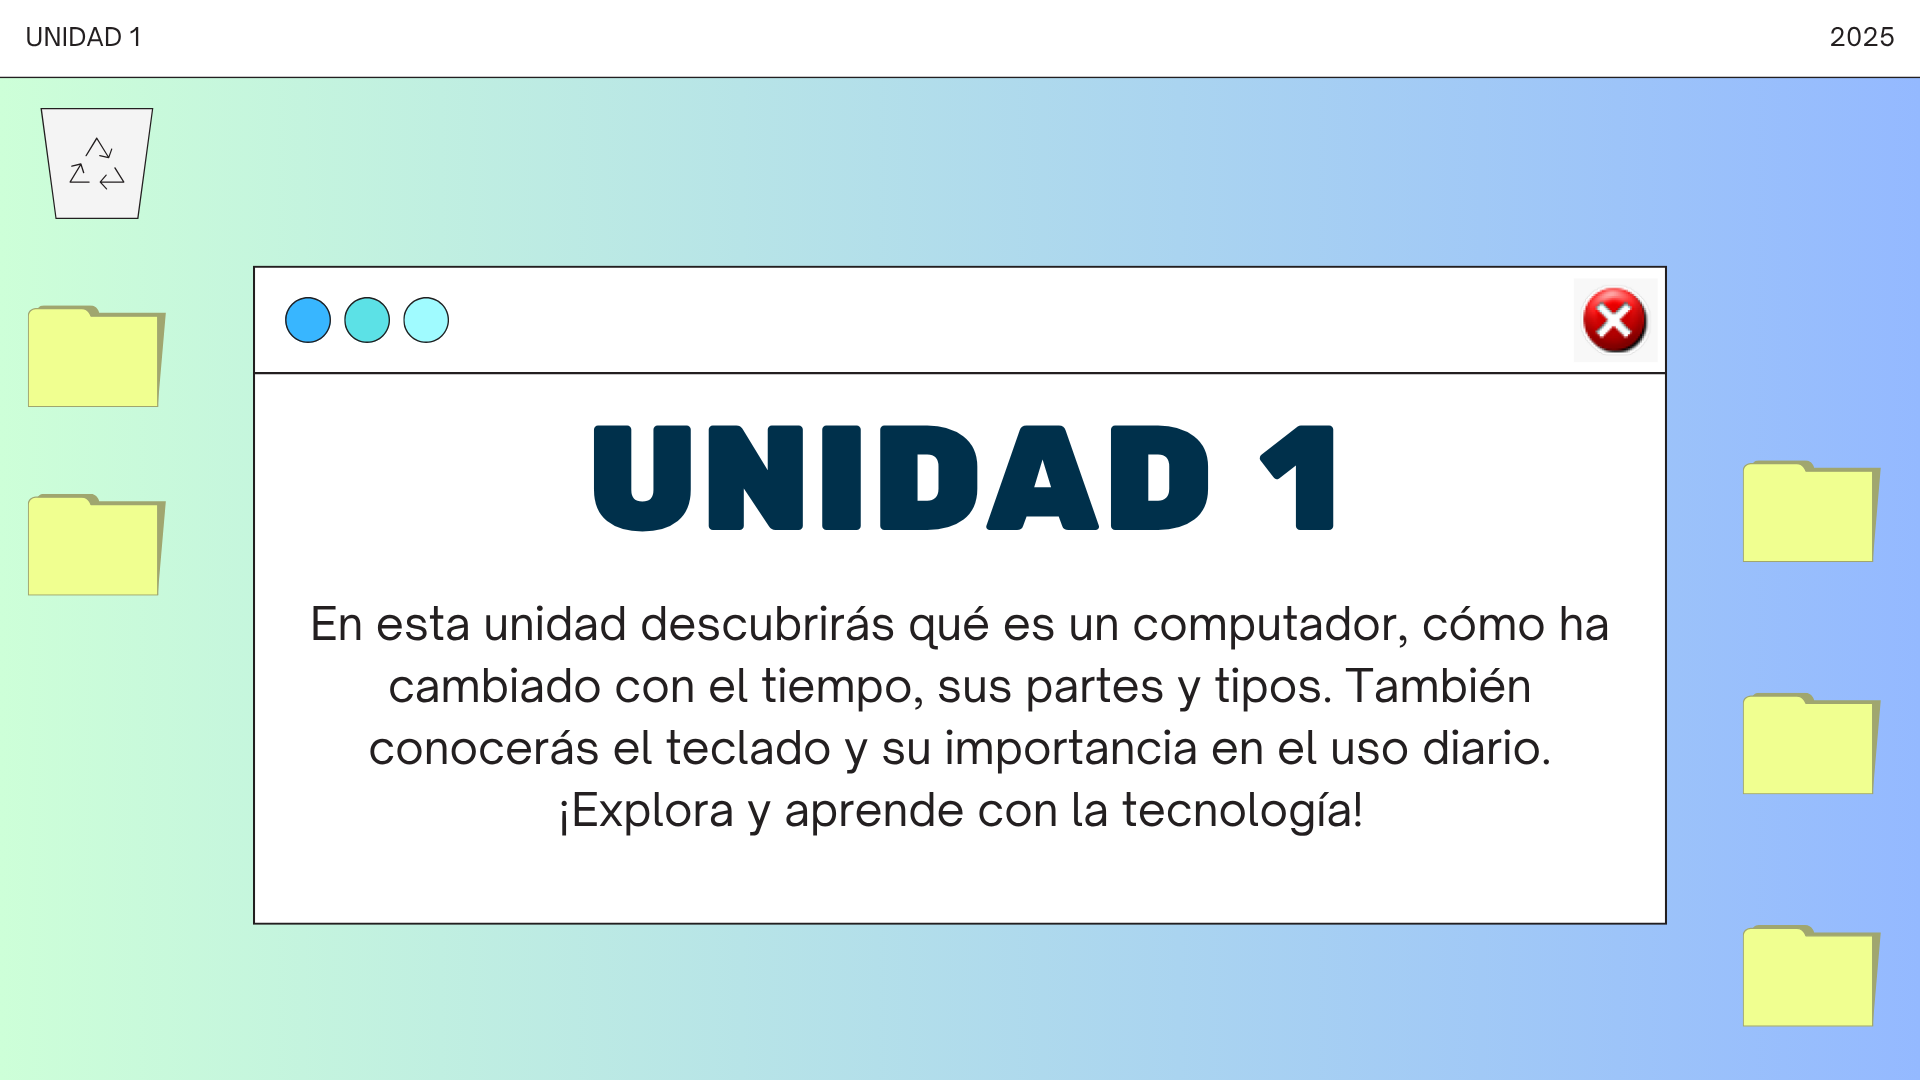 UNIDAD 1
2025
UNIDAD 1
En esta unidad descubrirás qué es un computador, cómo ha
cambiado con el tiempo, sus partes y tipos. También
conocerás el teclado y su importancia en el uso diario.
¡Explora y aprende con la tecnología!